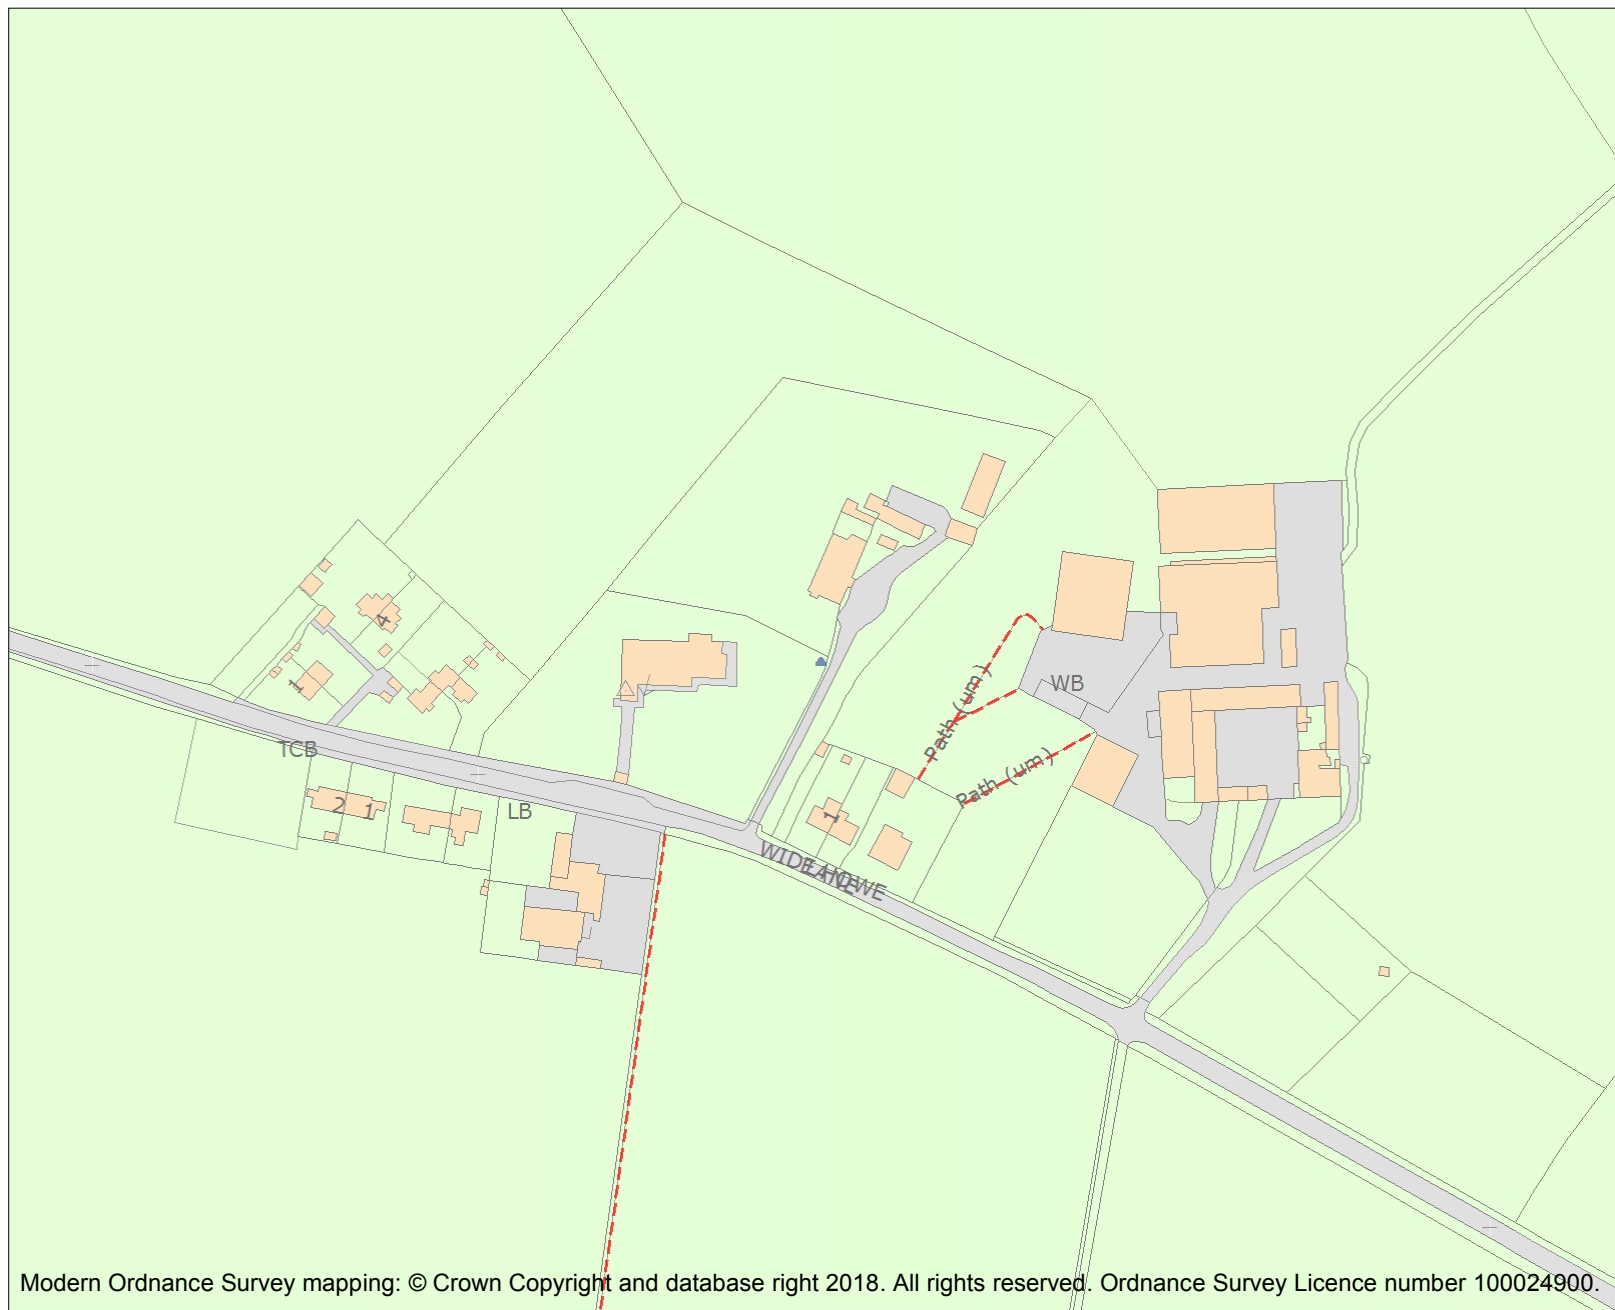 4
1
Path (um)
WB
TCB
2 1
LB
Path (um)
1
WIDE LANE
Modern Ordnance Survey mapping: © Crown Copyright and database right 2018. All rights reserved. Ordnance Survey Licence number 100024900.